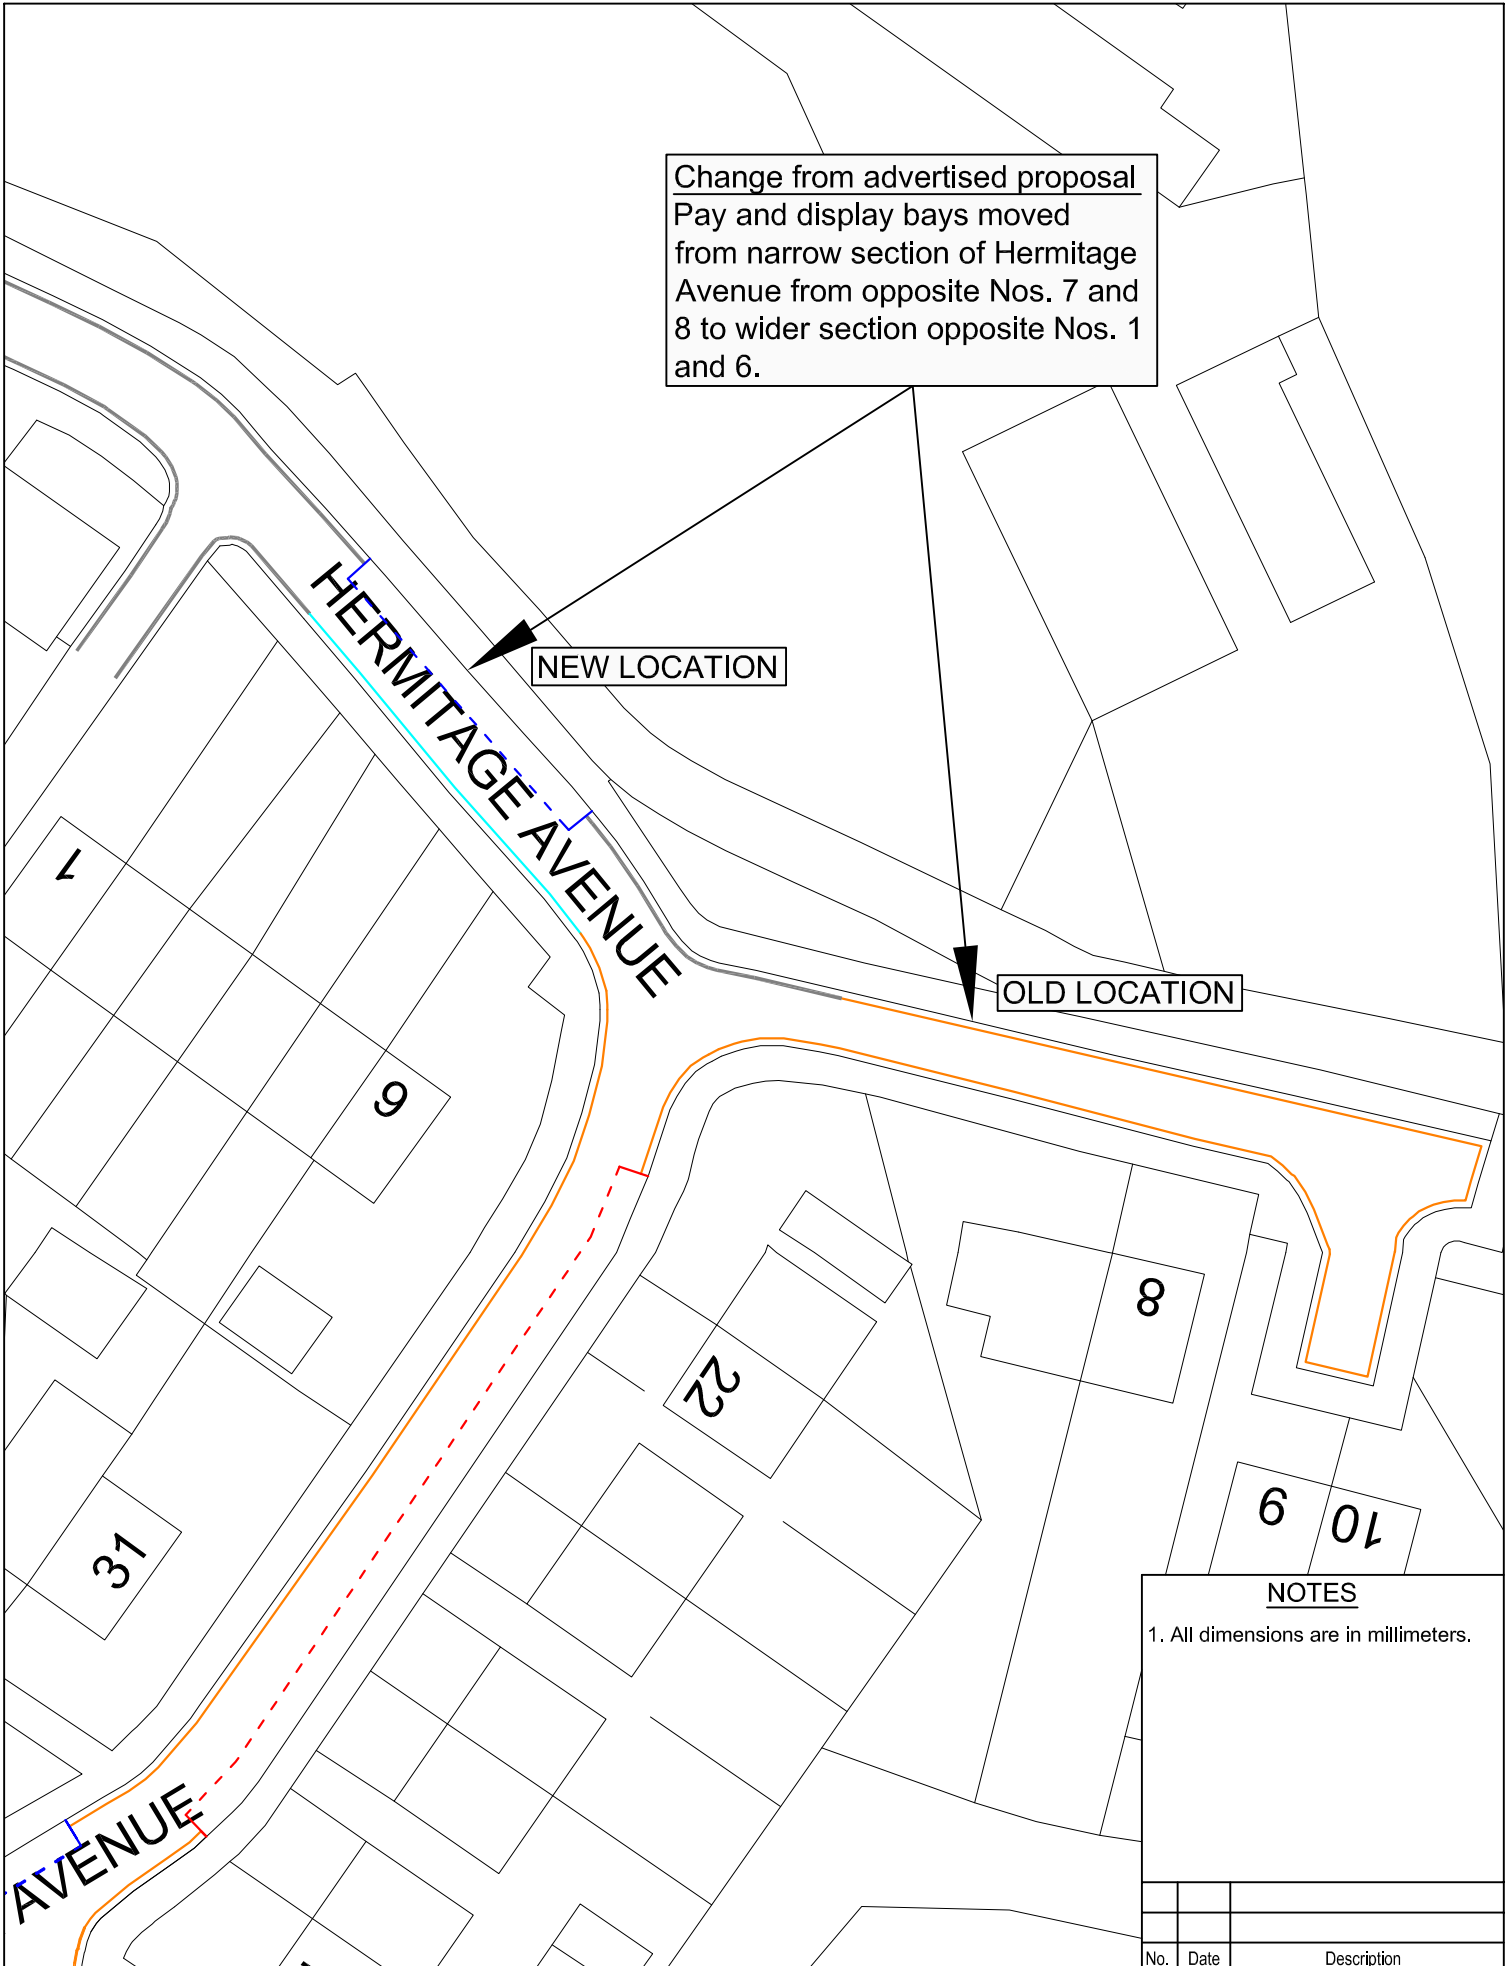 Change from advertised proposal
Pay and display bays moved
from narrow section of Hermitage
Avenue from opposite Nos. 7 and
8 to wider section opposite Nos. 1
and 6.
HERMITAGE AVENUE
NEW LOCATION
OLD LOCATION
1
6
8
22
9
10
31
AVENUE
NOTES
1. All dimensions are in millimeters.
No. Date Description